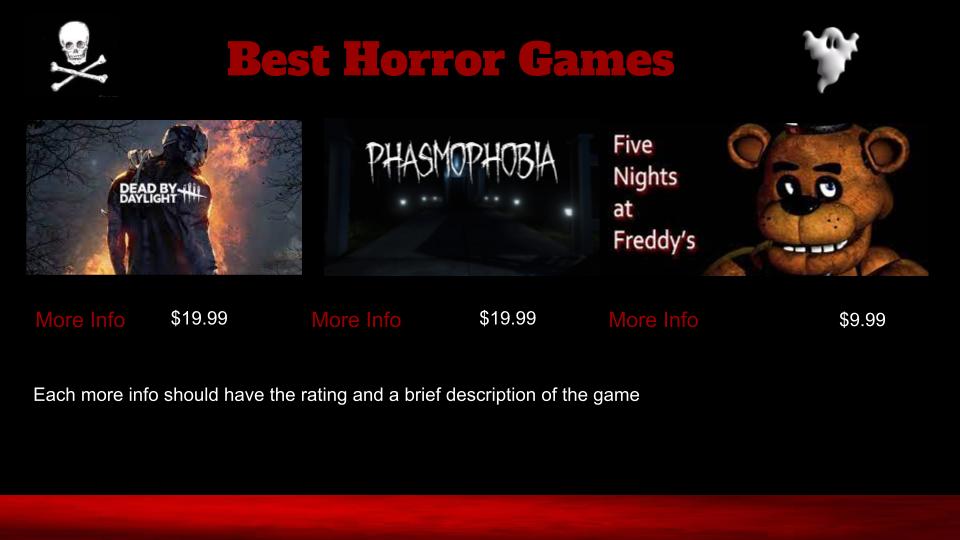 Best Horror Games
DEAD BY
DAYLIGHT
PHASMOPHOBIA
Five
Nights
at
Freddy's
More Info $19.99 More Info $19.99 More Info $9.99
Each more info should have the rating and a brief description of the game